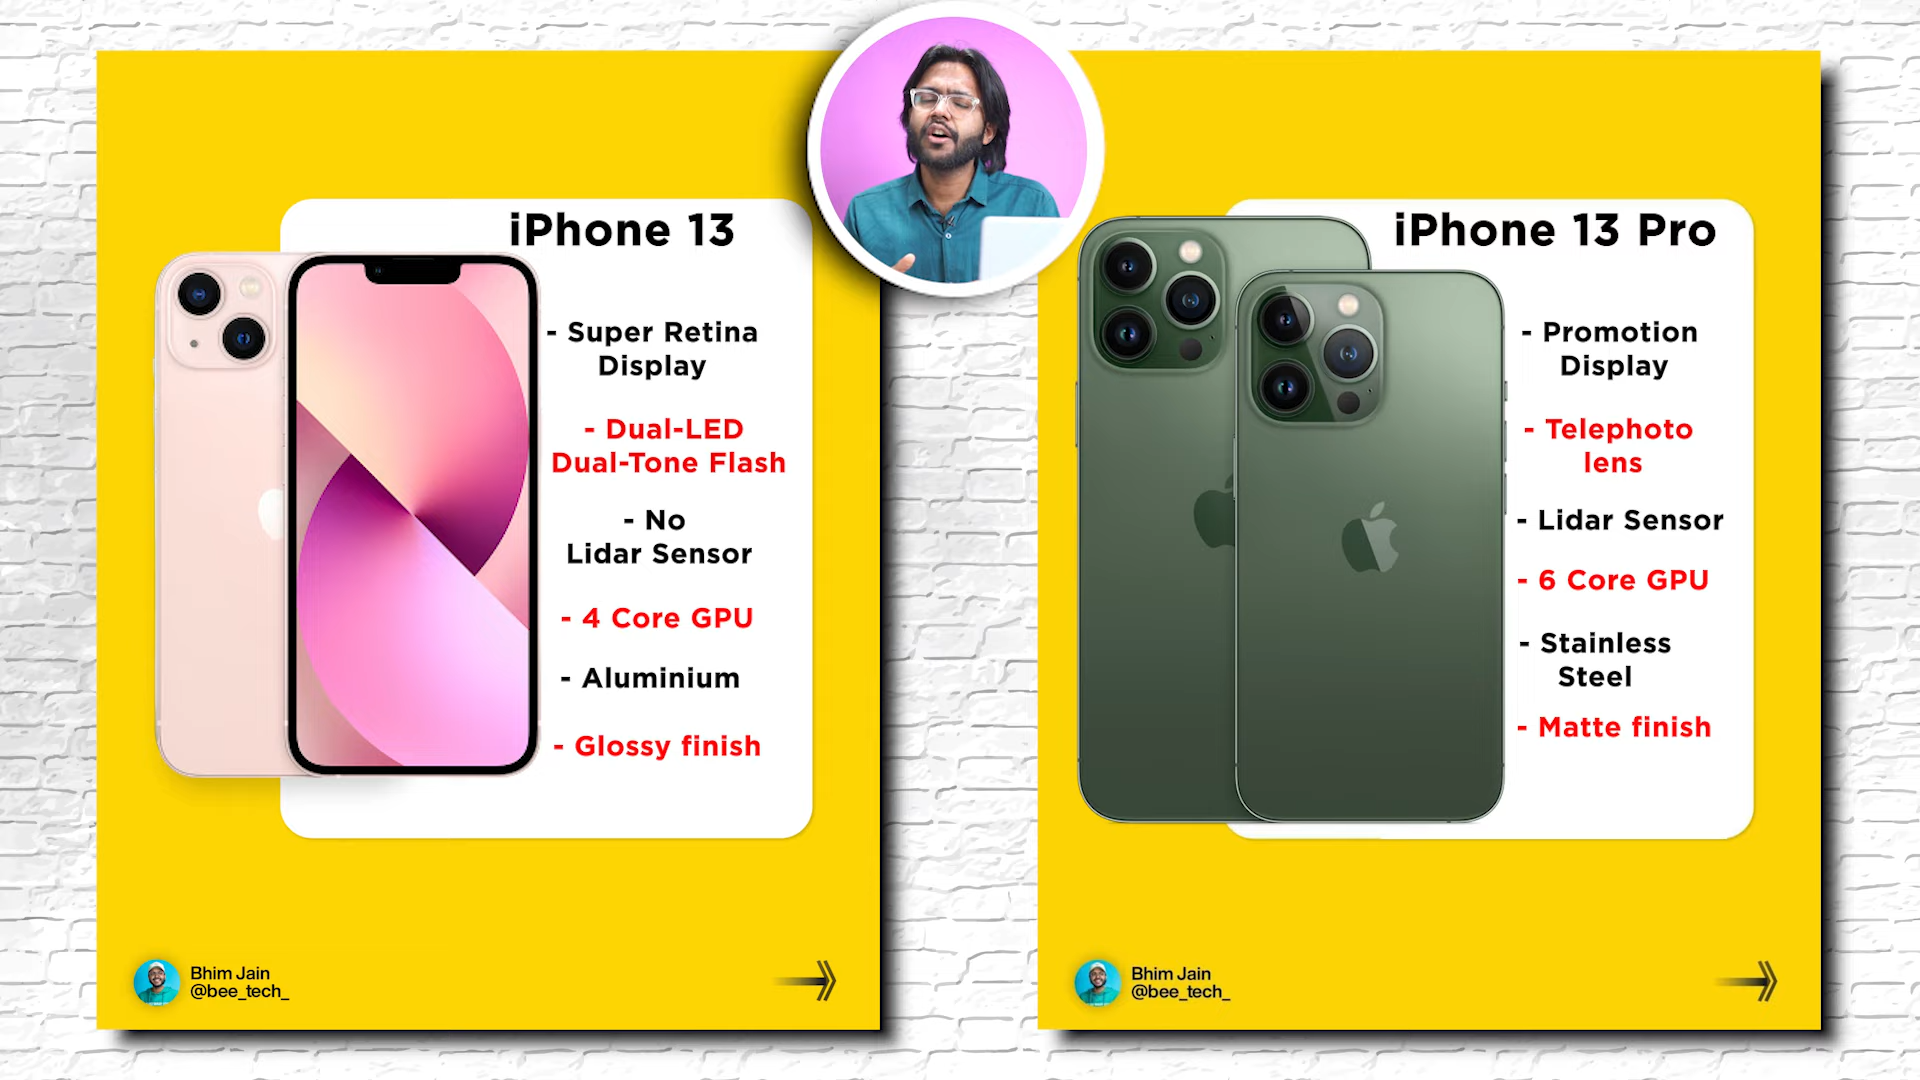 iPhone 13
- Super Retina
Display
- Dual-LED
Dual-Tone Flash
- No
Lidar Sensor
- 4 Core GPU
- Aluminium
- Glossy finish
Bhim Jain
@bee_tech_
iPhone 13 Pro
- Promotion
Display
- Telephoto
lens
- Lidar Sensor
- 6 Core GPU
- Stainless
Steel
- Matte finish
Bhim Jain
@bee_tech_